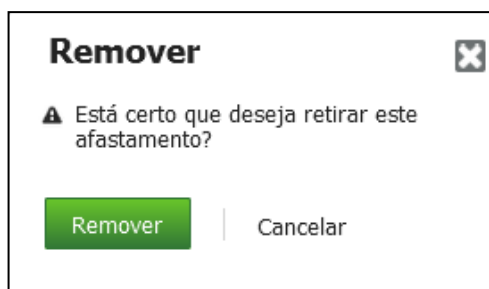 Remover
Está certo que deseja retirar este
afastamento?
Remover
Cancelar